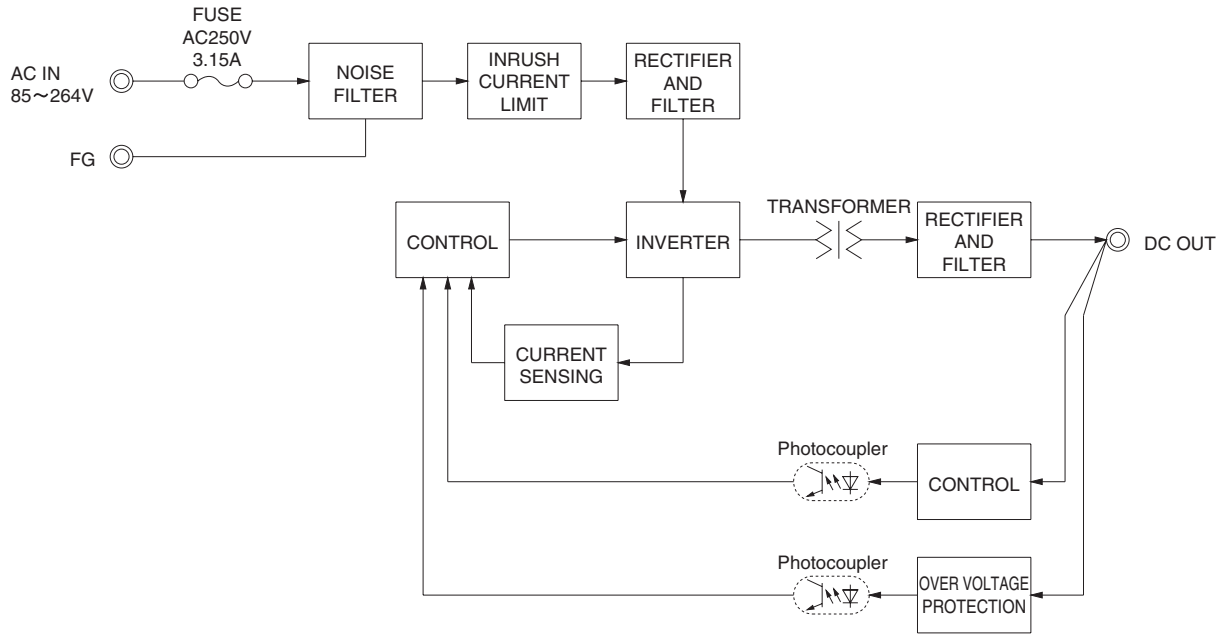 FUSE
AC250V
3.15A
AC IN
85～264V
NOISE
FILTER
INRUSH
CURRENT
LIMIT
RECTIFIER
AND
FILTER
FG
CONTROL
INVERTER
TRANSFORMER
RECTIFIER
AND
FILTER
DC OUT
CURRENT
SENSING
Photocoupler
CONTROL
Photocoupler
OVER VOLTAGE
PROTECTION